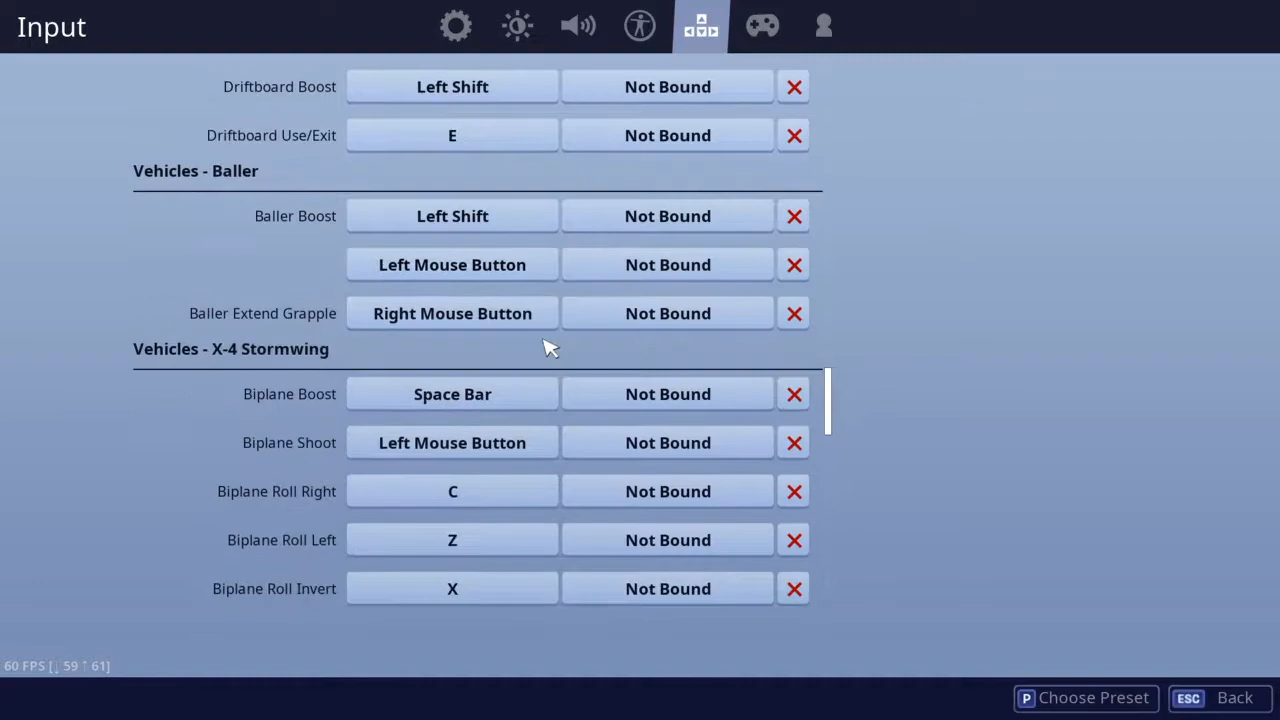 Input
Driftboard Boost Left Shift Not Bound
Driftboard Use/Exit E Not Bound
Vehicles - Baller
Baller Boost Left Shift Not Bound
Left Mouse Button Not Bound
Baller Extend Grapple Right Mouse Button Not Bound
Vehicles - X-4 Stormwing
Biplane Boost Space Bar Not Bound
Biplane Shoot Left Mouse Button Not Bound
Biplane Roll Right C Not Bound
Biplane Roll Left Z Not Bound
Biplane Roll Invert X Not Bound
60 FPS [↓ 59 ↑ 61]
P Choose Preset ESC Back